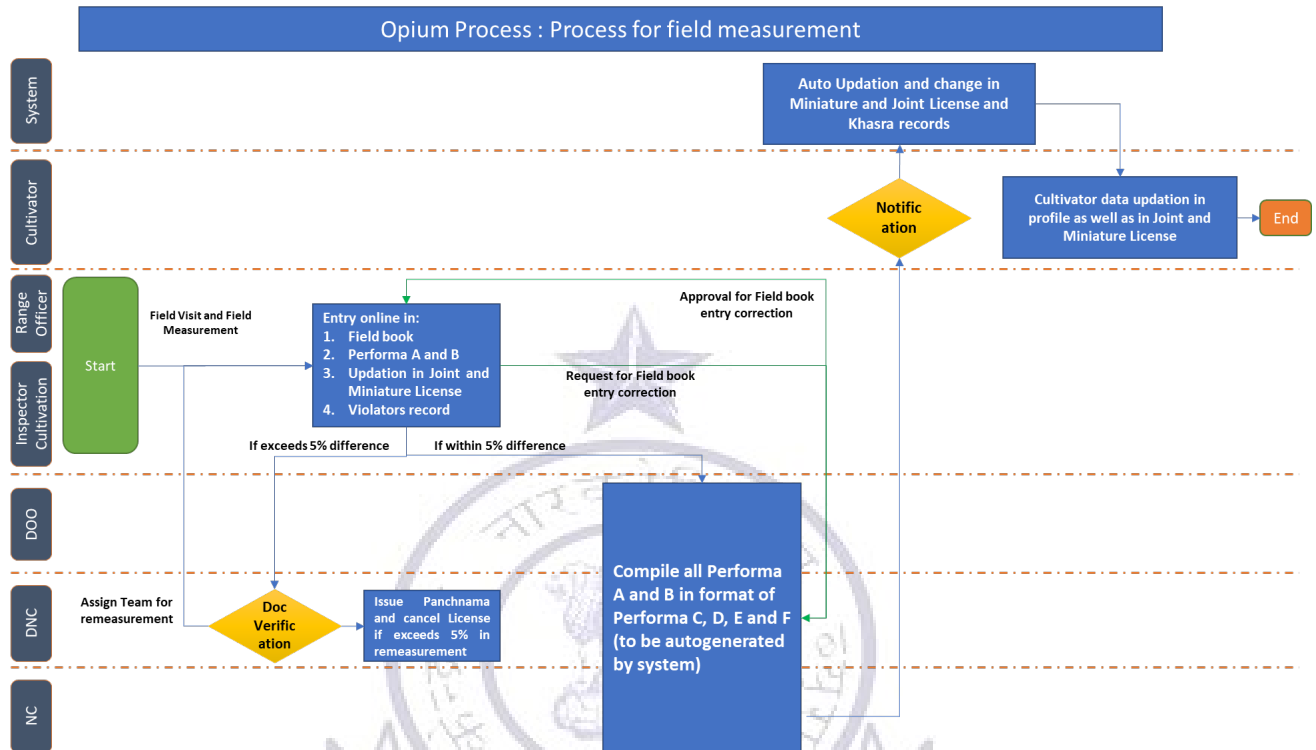 Opium Process : Process for field measurement
System
Auto Updation and change in
Miniature and Joint License and
Khasra records
Cultivator
Notific
ation
Cultivator data updation in
profile as well as in Joint and
Miniature License
End
Range
Officer
Inspector
Cultivation
Start
Field Visit and Field
Measurement
Entry online in:
1. Field book
2. Performa A and B
3. Updation in Joint and
Miniature License
4. Violators record
Approval for Field book
entry correction
Request for Field book
entry correction
If exceeds 5% difference
If within 5% difference
DOO
DNC
Assign Team for
remeasurement
Doc
Verific
ation
Issue Panchnama
and cancel License
if exceeds 5% in
remeasurement
Compile all Performa
A and B in format of
Performa C, D, E and F
(to be autogenerated
by system)
NC